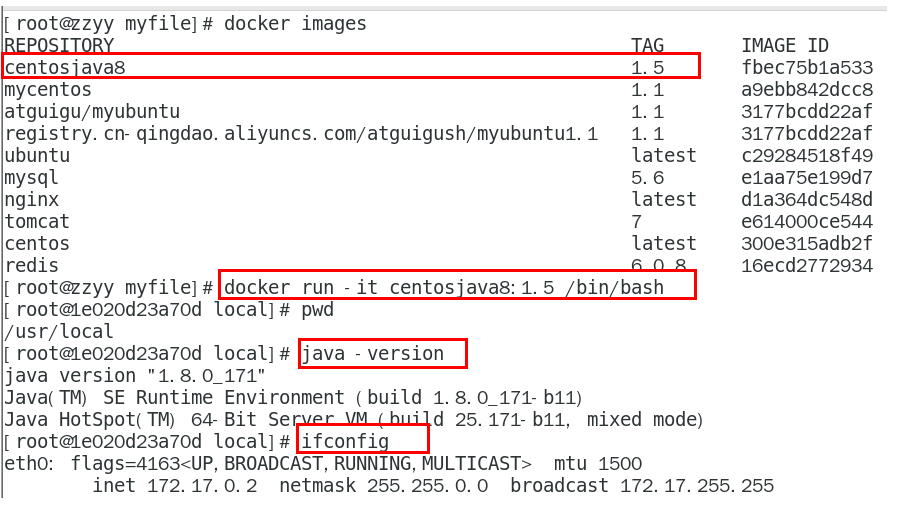 [root@zzyy myfile]# docker images
REPOSITORY TAG IMAGE ID
centosjava8 1.5 fbec75b1a533
mycentos 1.1 a9ebb842dcc8
atguigu/myubuntu 1.1 3177bcdd22af
registry.cn-qingdao.aliyuncs.com/atguigush/myubuntu1.1 1.1 3177bcdd22af
ubuntu latest c29284518f49
mysql 5.6 e1aa75e199d7
nginx latest d1a364dc548d
tomcat 7 e614000ce544
centos latest 300e315adb2f
redis 6.0.8 16ecd2772934
[root@zzyy myfile]# docker run -it centosjava8:1.5 /bin/bash
[root@1e020d23a70d local]# pwd
/usr/local
[root@1e020d23a70d local]# java -version
java version "1.8.0_171"
Java(TM) SE Runtime Environment (build 1.8.0_171-b11)
Java HotSpot(TM) 64-Bit Server VM (build 25.171-b11, mixed mode)
[root@1e020d23a70d local]# ifconfig
eth0: flags=4163<UP,BROADCAST,RUNNING,MULTICAST> mtu 1500
inet 172.17.0.2 netmask 255.255.0.0 broadcast 172.17.255.255